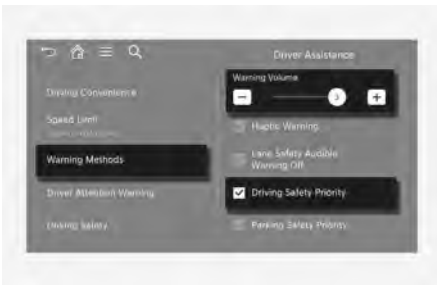 Driver Assistance
Driving Convenience
Speed Limit
Warning Methods
Driver Attention Warning
Driving Safety
Warning Volume
3
Haptic Warning
Lane Safety Audible
Warning Off
Driving Safety Priority
Parking Safety Priority